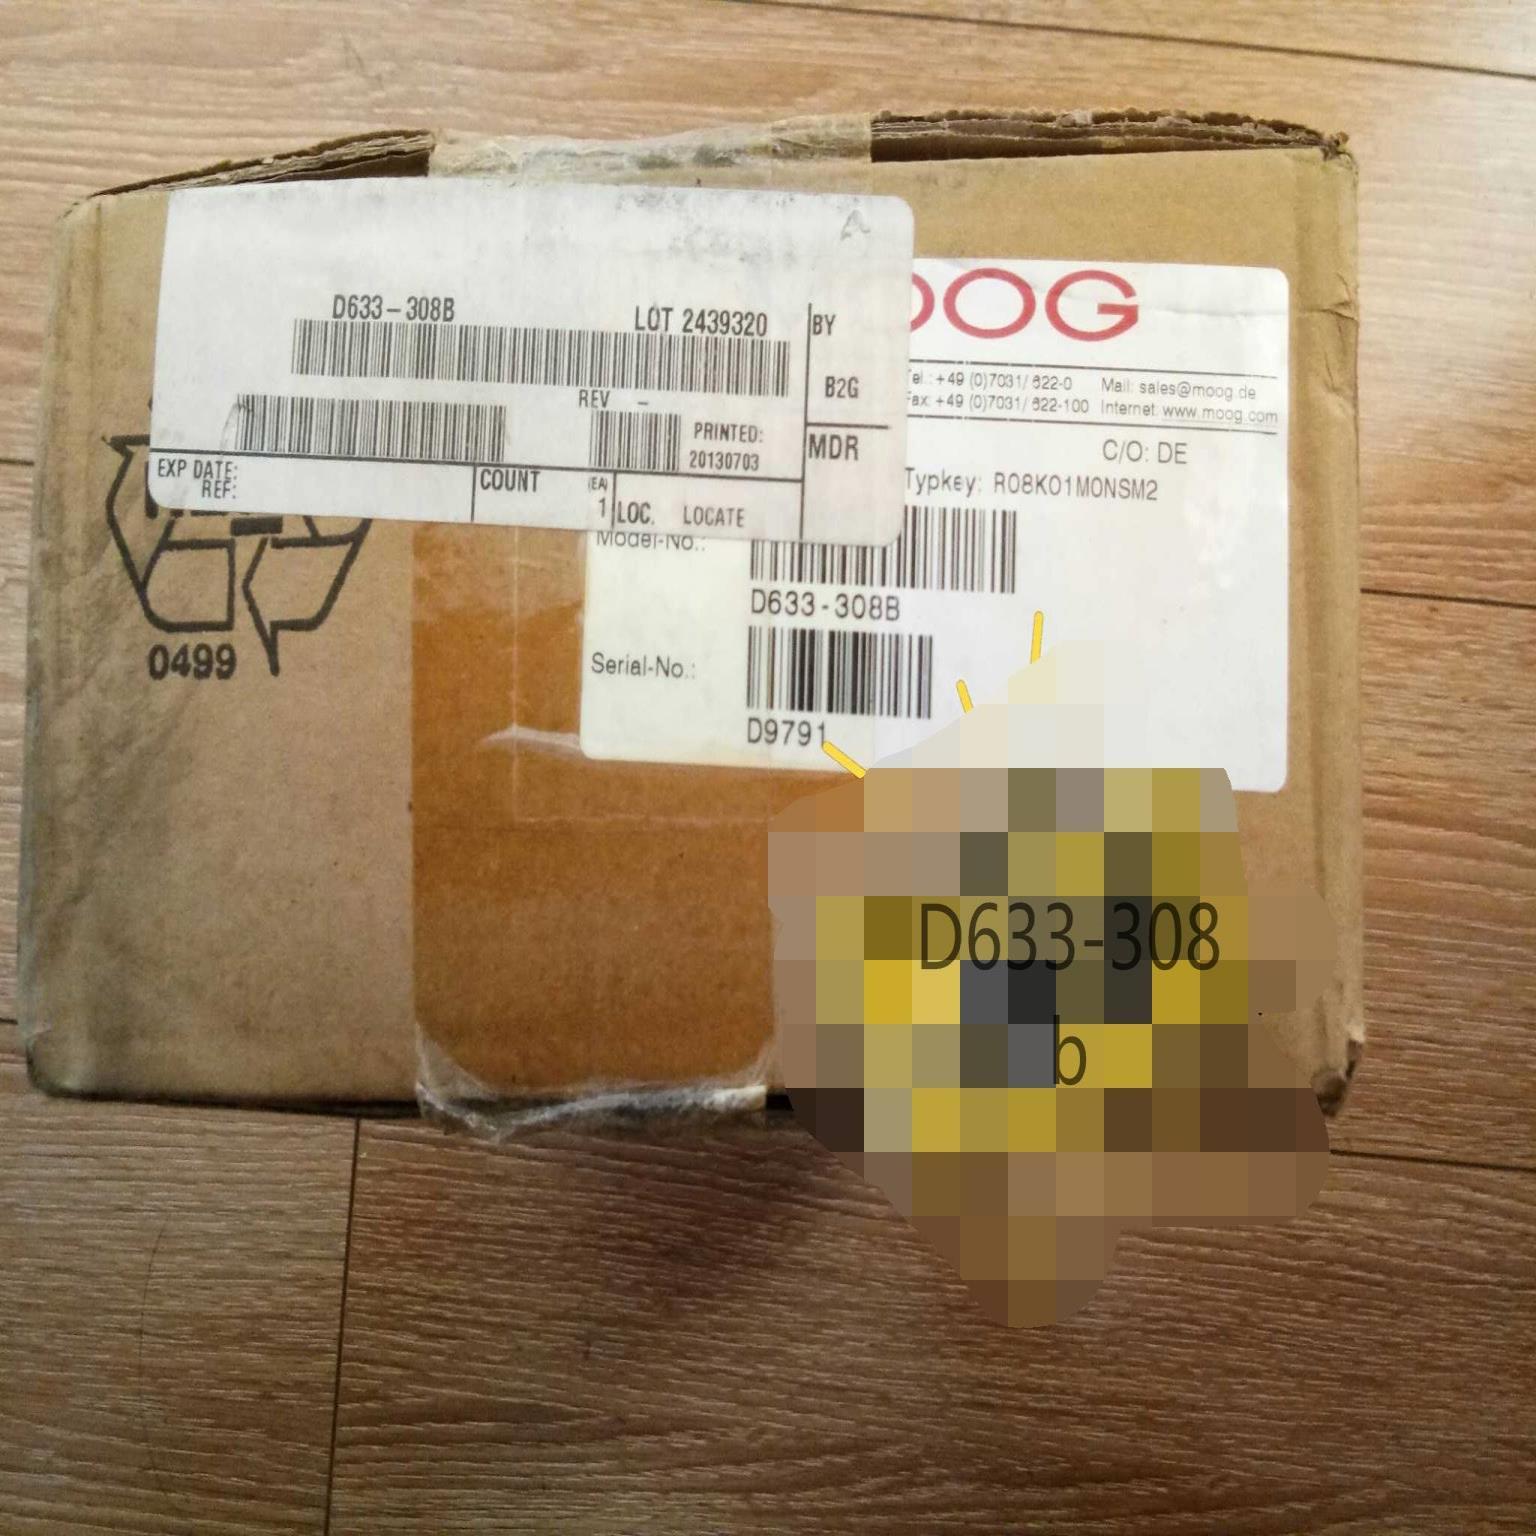 D633-308B
LOT 2439320
BY
B2G
REV -
PRINTED:
20130703
MDR
EXP DATE:
REF:
COUNT
(EA)
1
LOC. LOCATE
OOG
Tel.: +49 (0)7031/ 622-0 Mail: sales@moog.de
Fax: +49 (0)7031/ 622-100 Internet: www.moog.com
C/O: DE
Typkey: R08K01M0NSM2
Model-No.:
D633-308B
Serial-No.:
D9791
0499
D633-308
b